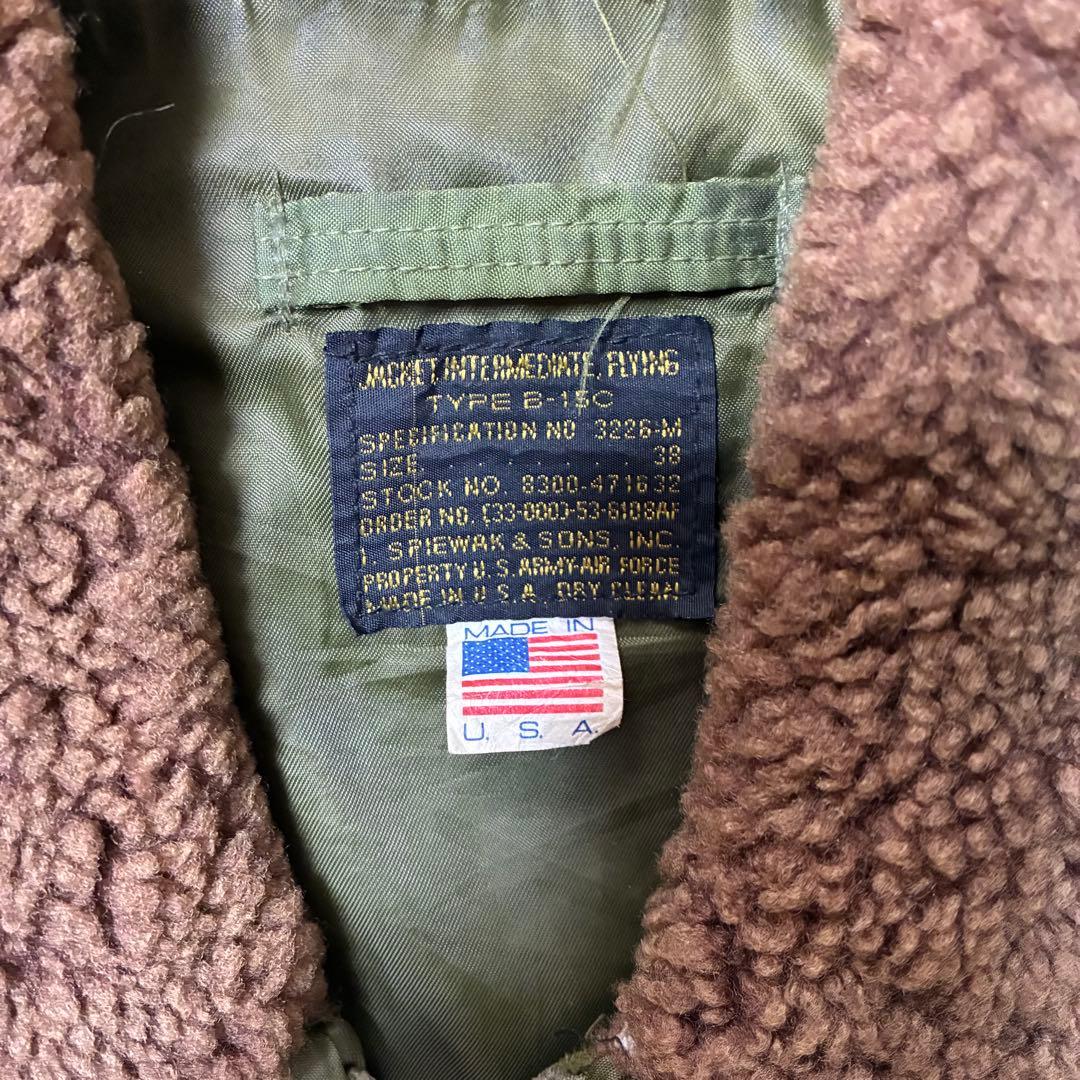 JACKET, INTERMEDIATE, FLYING
TYPE B-15C
SPECIFICATION NO 3226-M
SIZE. . . . . . . . 38
STOCK NO. 8300-471632
ORDER NO. (33-000)-53-6108AF
I. SPIEWAK & SONS, INC.
PROPERTY U.S. ARMY-AIR FORCE
MADE IN U.S.A. DRY CLEAN
MADE IN
U. S. A.